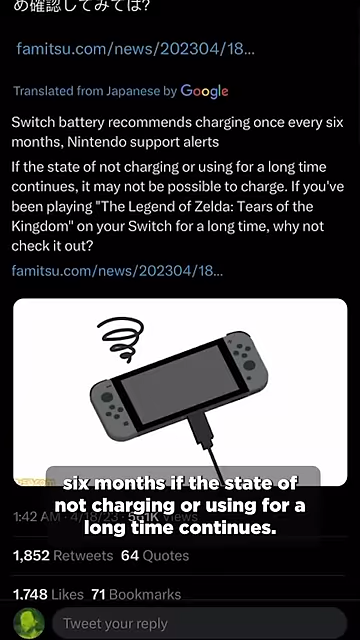 め確認してみては?
famitsu.com/news/202304/18...
Translated from Japanese by Google
Switch battery recommends charging once every six
months, Nintendo support alerts
If the state of not charging or using for a long time
continues, it may not be possible to charge. If you've
been playing "The Legend of Zelda: Tears of the
Kingdom" on your Switch for a long time, why not
check it out?
famitsu.com/news/202304/18...
six months if the state of
not charging or using for a
long time continues.
1:42 AM · 4/18/23 · 561K Views
1,852 Retweets 64 Quotes
1,748 Likes 71 Bookmarks
Tweet your reply